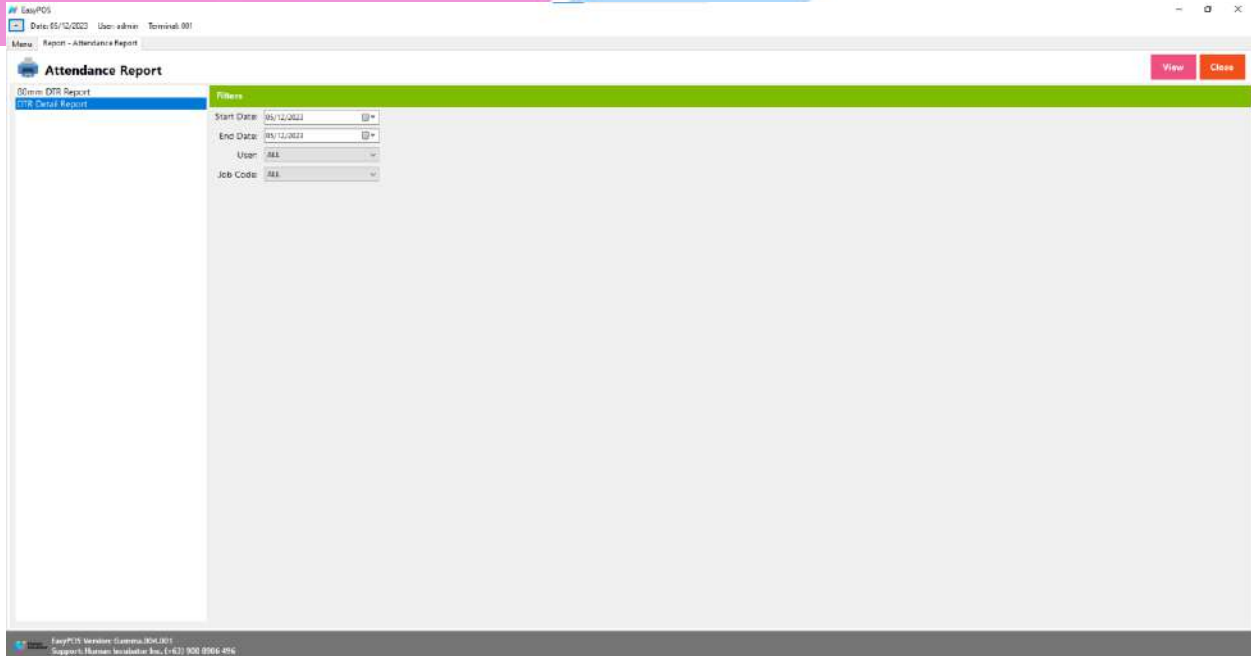 EasyPOS
Date: 05/12/2023 User: admin Terminal: 001
Menu Report - Attendance Report
Attendance Report
View Close
80mm DTR Report
DTR Detail Report
Filters
Start Date: 05/12/2023
End Date: 05/12/2023
User: ALL
Job Code: ALL
EasyPOS Version: Gamma.004.001
Support: Human Incubator Inc. (+63) 900 8906 496